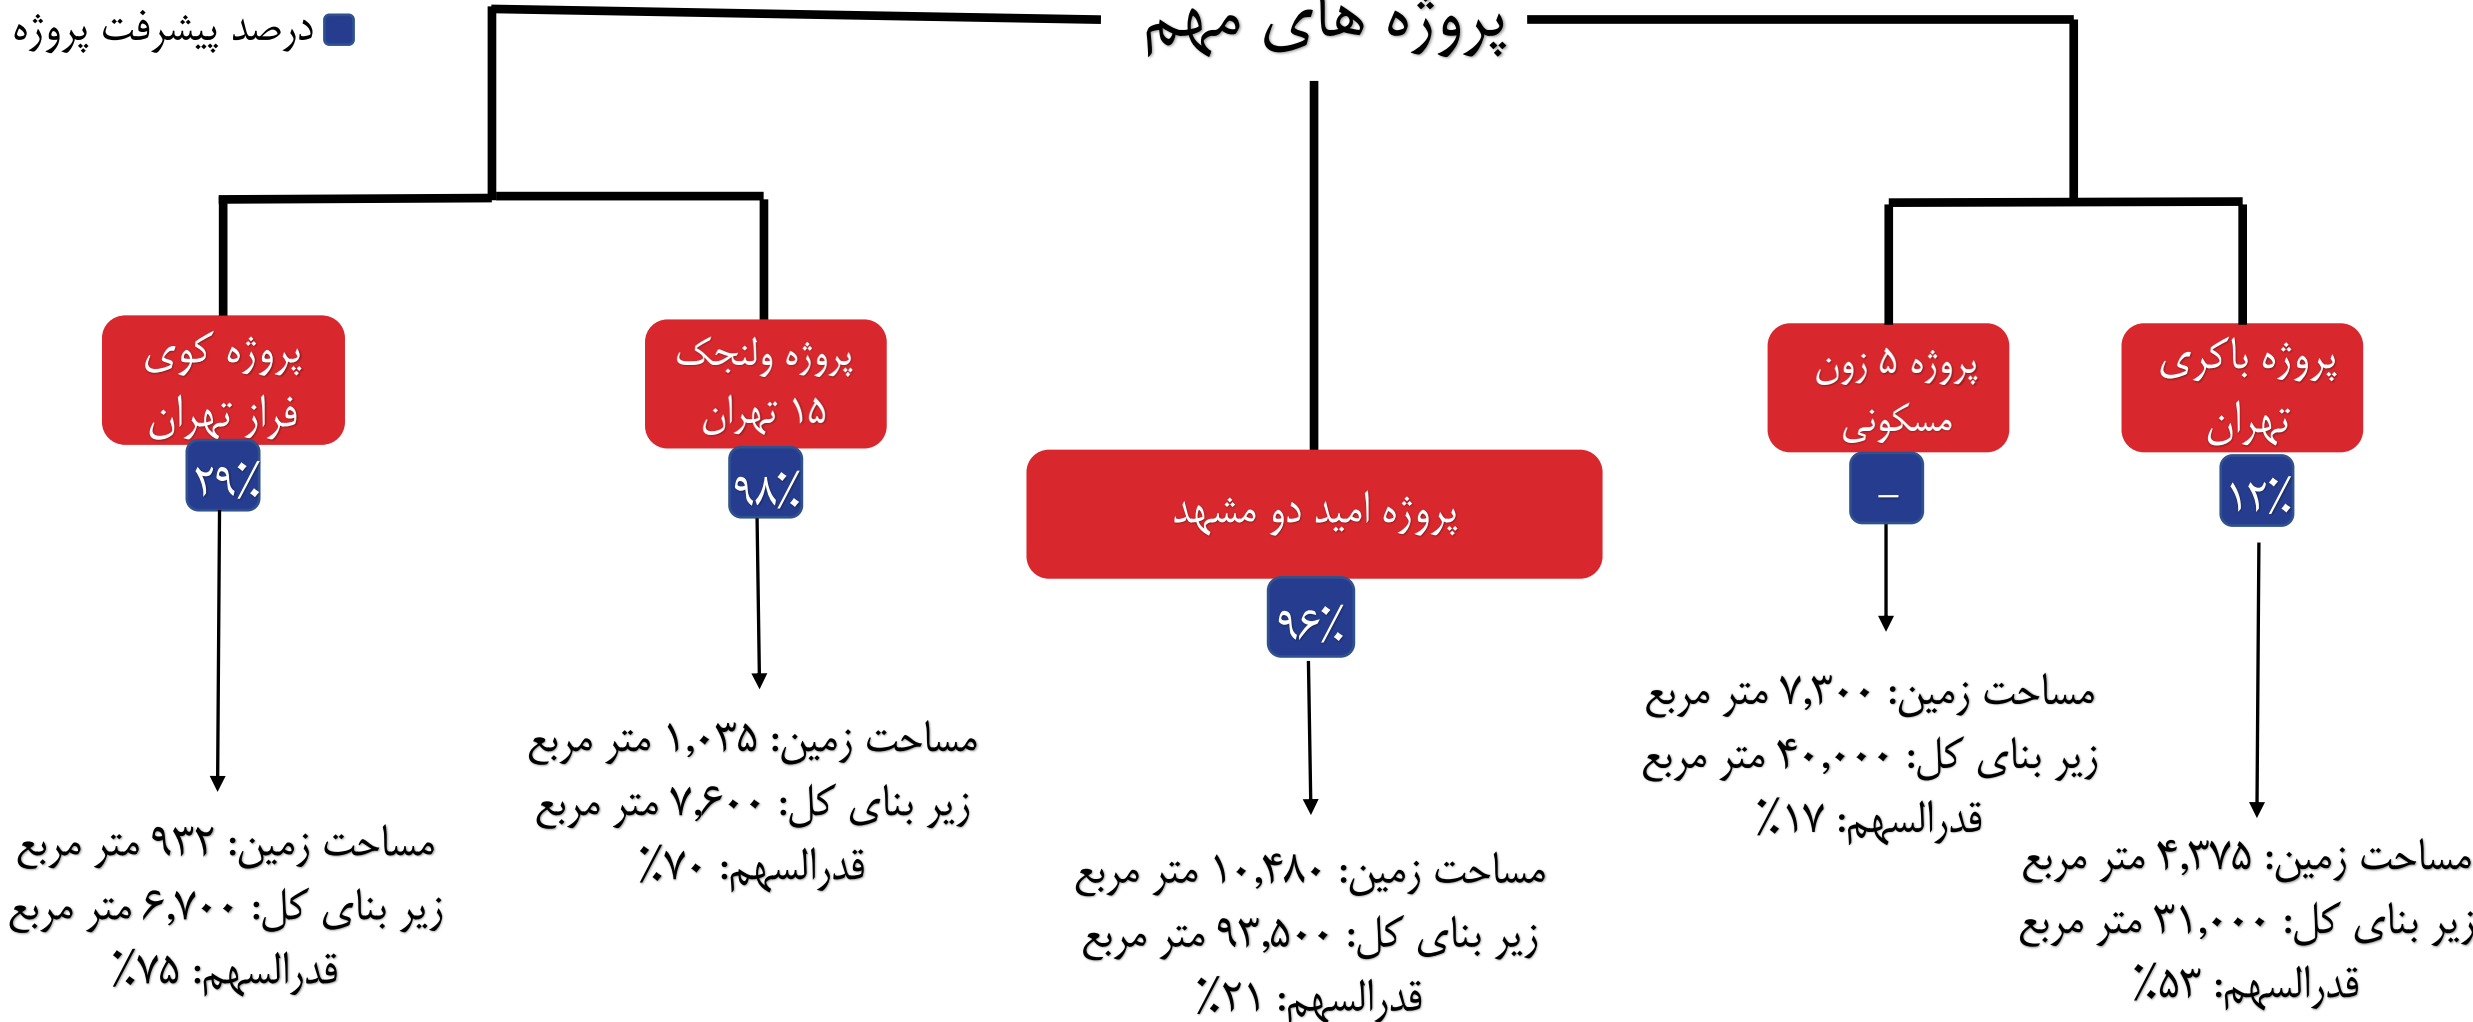 پروژه های مهم
درصد پیشرفت پروژه
پروژه باکری
تهران
۱۲٪
مساحت زمین: ۴,۳۷۵ متر مربع
زیر بنای کل: ۳۱,۰۰۰ متر مربع
قدرالسهم: ۵۳٪
پروژه ۵ زون
مسکونی
–
مساحت زمین: ۷,۳۰۰ متر مربع
زیر بنای کل: ۴۰,۰۰۰ متر مربع
قدرالسهم: ۱۷٪
پروژه امید دو مشهد
۹۶٪
مساحت زمین: ۱۰,۴۸۰ متر مربع
زیر بنای کل: ۹۳,۵۰۰ متر مربع
قدرالسهم: ۲۱٪
پروژه ولنجک
۱۵ تهران
۹۸٪
مساحت زمین: ۱,۰۳۵ متر مربع
زیر بنای کل: ۷,۶۰۰ متر مربع
قدرالسهم: ۷۰٪
پروژه کوی
فراز تهران
۲۹٪
مساحت زمین: ۹۳۲ متر مربع
زیر بنای کل: ۶,۷۰۰ متر مربع
قدرالسهم: ۷۵٪